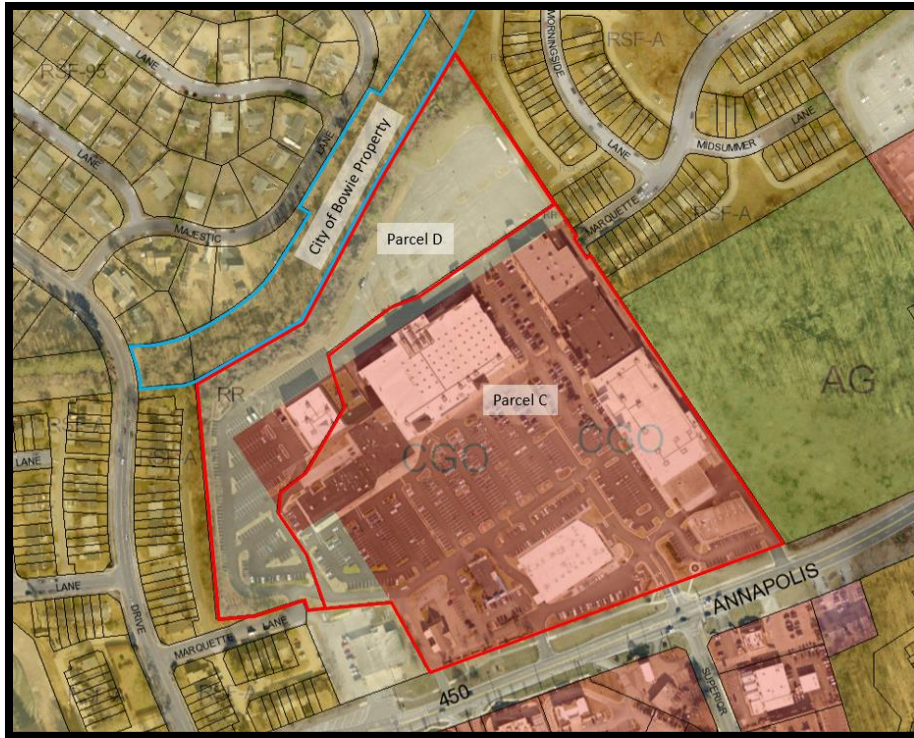 MORNINGSIDE
RSF-A
LANE
RSF-95
LANE
LANE
City of Bowie Property
LANE
MIDSUMMER
LANE
MAJESTIC
Parcel D
RR
MARQUETTE
RSF-A
AG
RR
Parcel C
CGO
CGO
RSF-A
LANE
LANE
DRIVE
MARQUETTE LANE
ANNAPOLIS
450
SUPERIOR